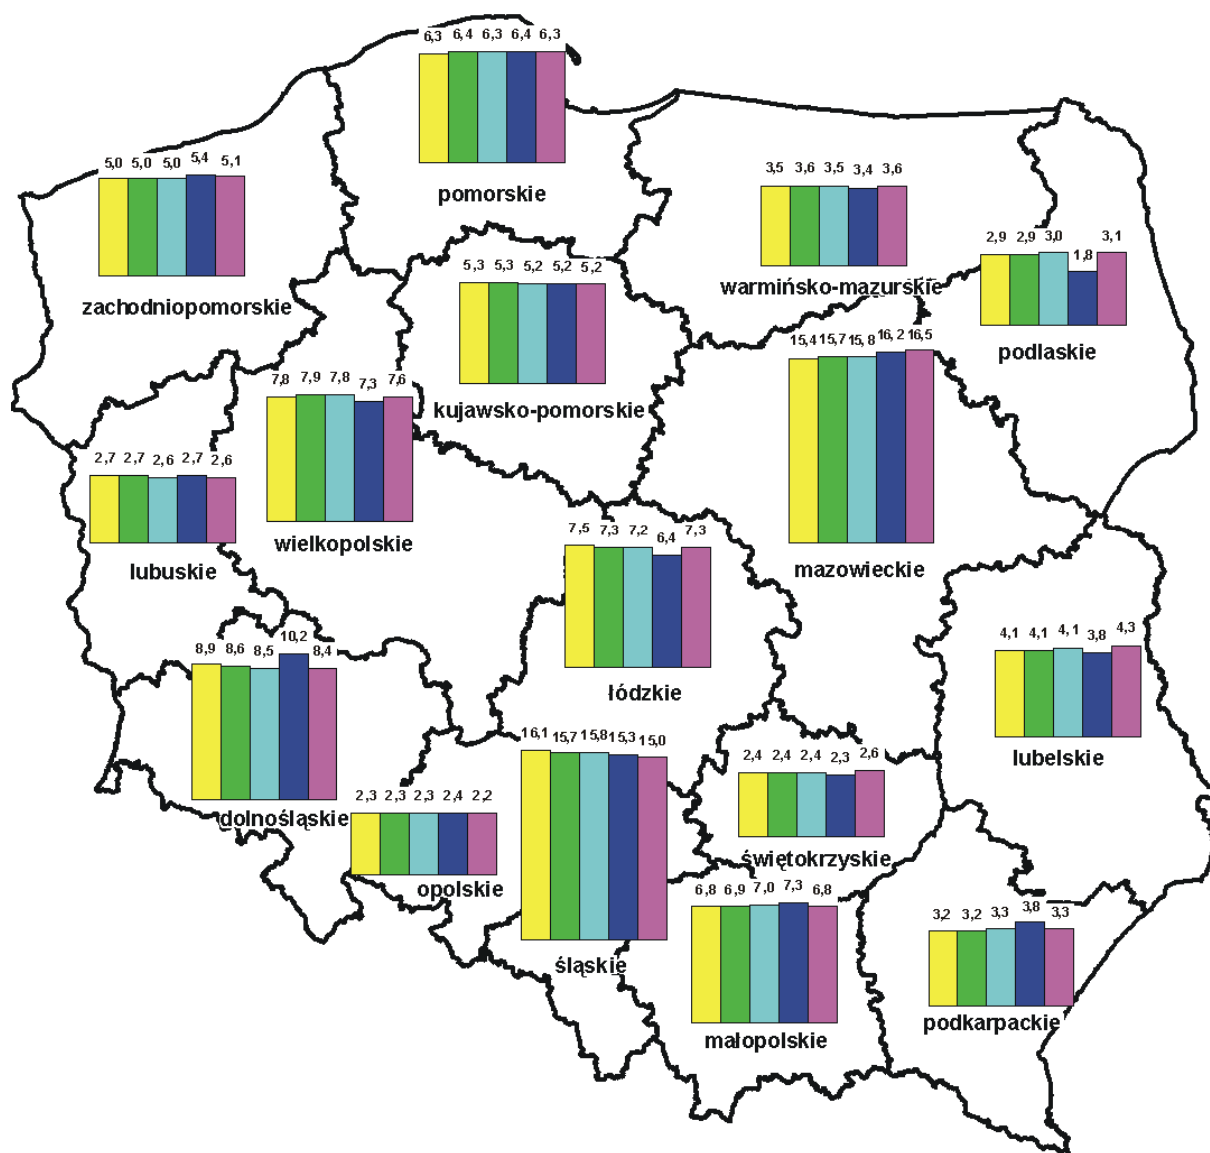 6,3 6,4 6,3 6,4 6,3
pomorskie
5,0 5,0 5,0 5,4 5,1
zachodniopomorskie
3,5 3,6 3,5 3,4 3,6
warmińsko-mazurskie
2,9 2,9 3,0 1,8 3,1
podlaskie
5,3 5,3 5,2 5,2 5,2
kujawsko-pomorskie
15,4 15,7 15,8 16,2 16,5
mazowieckie
7,8 7,9 7,8 7,3 7,6
wielkopolskie
2,7 2,7 2,6 2,7 2,6
lubuskie
7,5 7,3 7,2 6,4 7,3
łódzkie
8,9 8,6 8,5 10,2 8,4
dolnośląskie
4,1 4,1 4,1 3,8 4,3
lubelskie
16,1 15,7 15,8 15,3 15,0
śląskie
2,4 2,4 2,4 2,3 2,6
świętokrzyskie
2,3 2,3 2,3 2,4 2,2
opolskie
6,8 6,9 7,0 7,3 6,8
małopolskie
3,2 3,2 3,3 3,8 3,3
podkarpackie